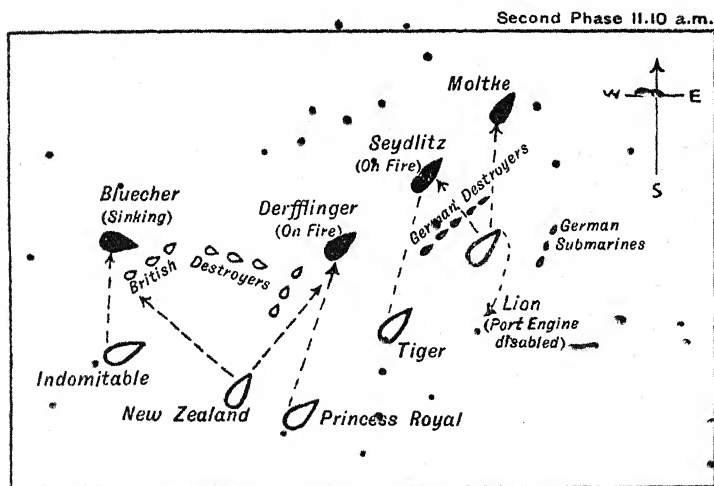 Second Phase 11.10 a.m.
Moltke
W E
S
Seydlitz
(On Fire)
Bluecher
(Sinking)
Derfflinger
(On Fire)
German Destroyers
German
Submarines
British Destroyers
Lion
(Port Engine
disabled)
Tiger
Indomitable
New Zealand
Princess Royal